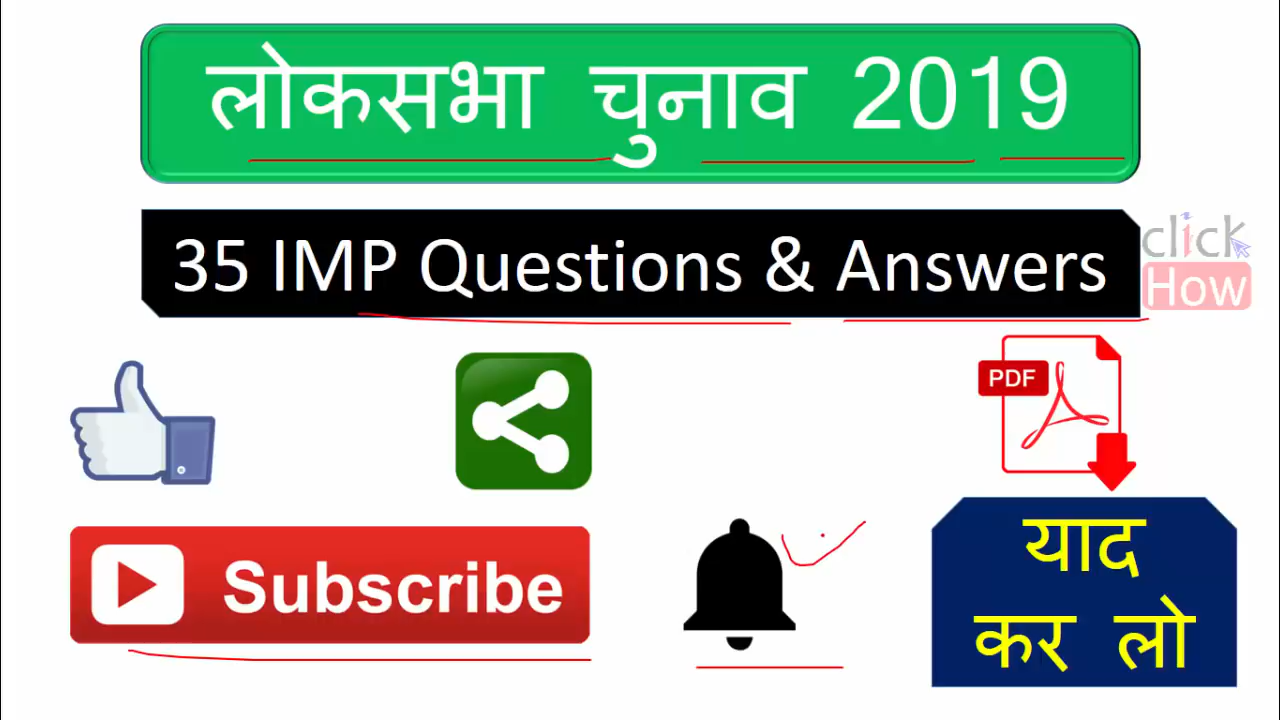 लोकसभा चुनाव 2019
35 IMP Questions & Answers
click
How
PDF
Subscribe
याद
कर लो